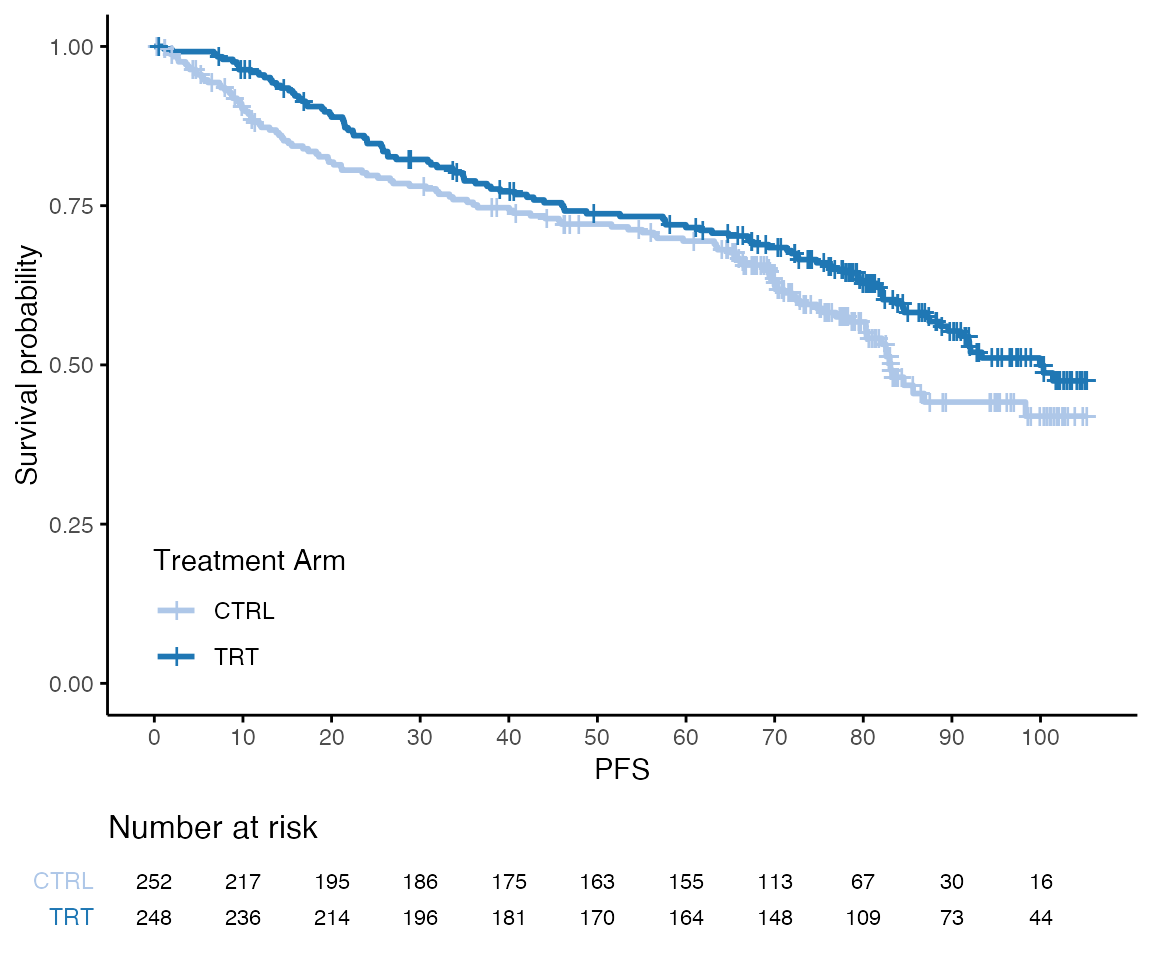 1.00
0.75
0.50
0.25
0.00
Survival probability
Treatment Arm
CTRL
TRT
0 10 20 30 40 50 60 70 80 90 100
PFS
Number at risk
CTRL 252 217 195 186 175 163 155 113 67 30 16
TRT 248 236 214 196 181 170 164 148 109 73 44